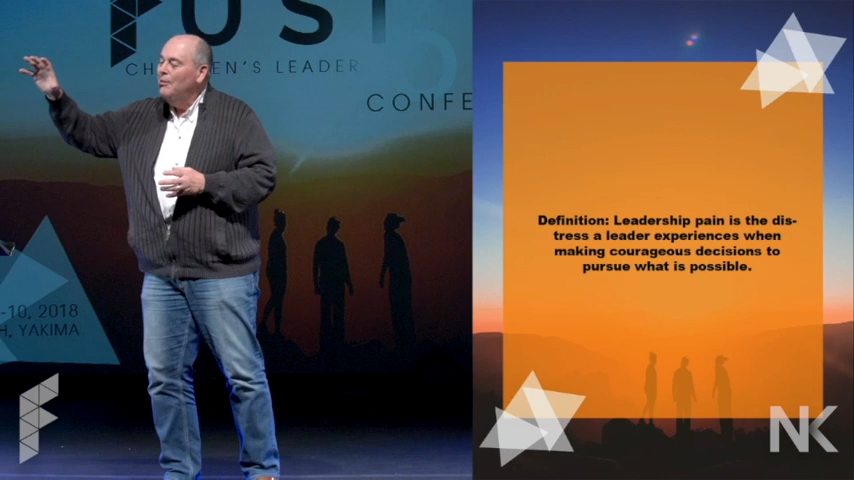 FUSI
CH EN'S LEADER
CONFE
-10, 2018
H, YAKIMA
F
Definition: Leadership pain is the dis-
tress a leader experiences when
making courageous decisions to
pursue what is possible.
NK